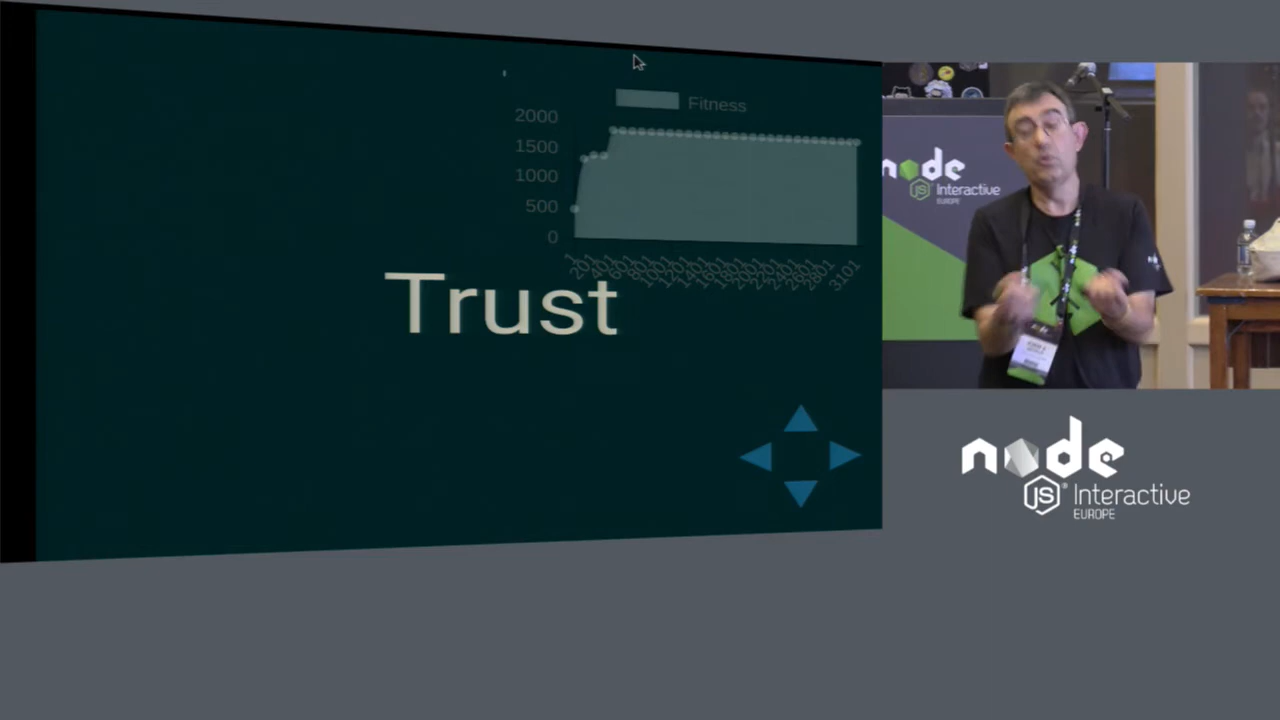 Fitness
2000
1500
1000
500
0
Trust
node
JS Interactive
EUROPE
node
JS Interactive
EUROPE